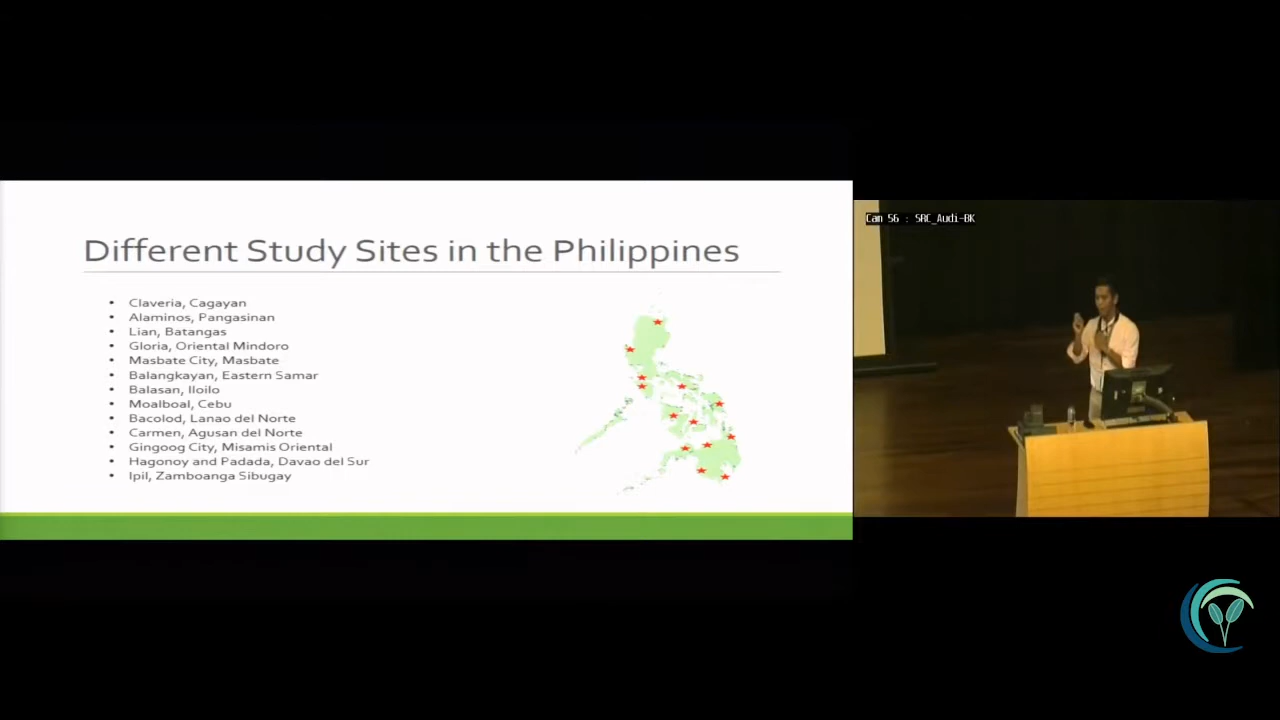 Different Study Sites in the Philippines
• Claveria, Cagayan
• Alaminos, Pangasinan
• Lian, Batangas
• Gloria, Oriental Mindoro
• Masbate City, Masbate
• Balangkayan, Eastern Samar
• Balasan, Iloilo
• Moalboal, Cebu
• Bacolod, Lanao del Norte
• Carmen, Agusan del Norte
• Gingoog City, Misamis Oriental
• Hagonoy and Padada, Davao del Sur
• Ipil, Zamboanga Sibugay
Cam 56 : SRC_Audi-BK